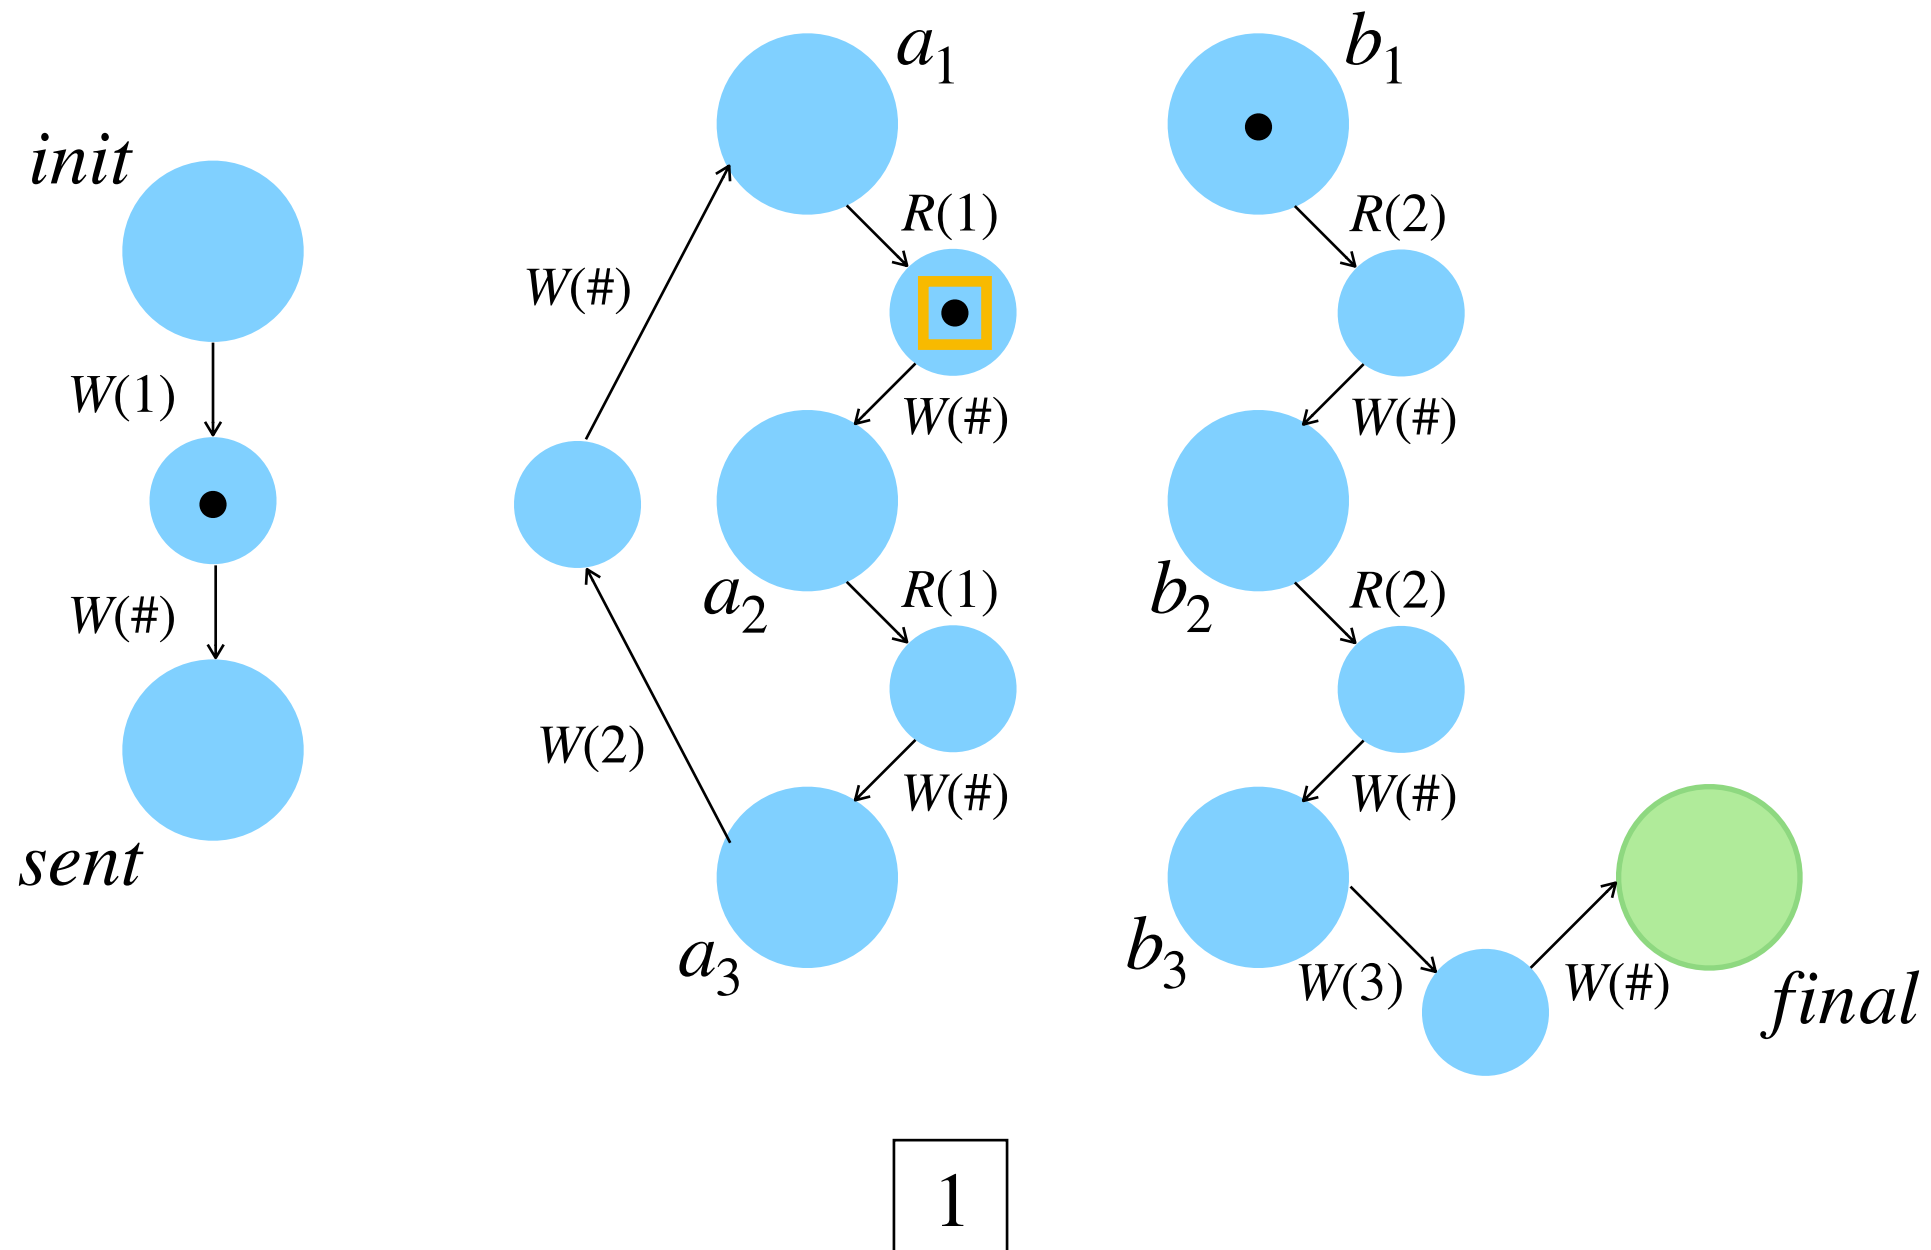 a1
b1
init
R(1)
R(2)
W(#)
W(1)
W(#)
W(#)
a2
b2
R(1)
R(2)
W(#)
W(2)
W(#)
W(#)
sent
a3
b3
W(3)
W(#)
final
1